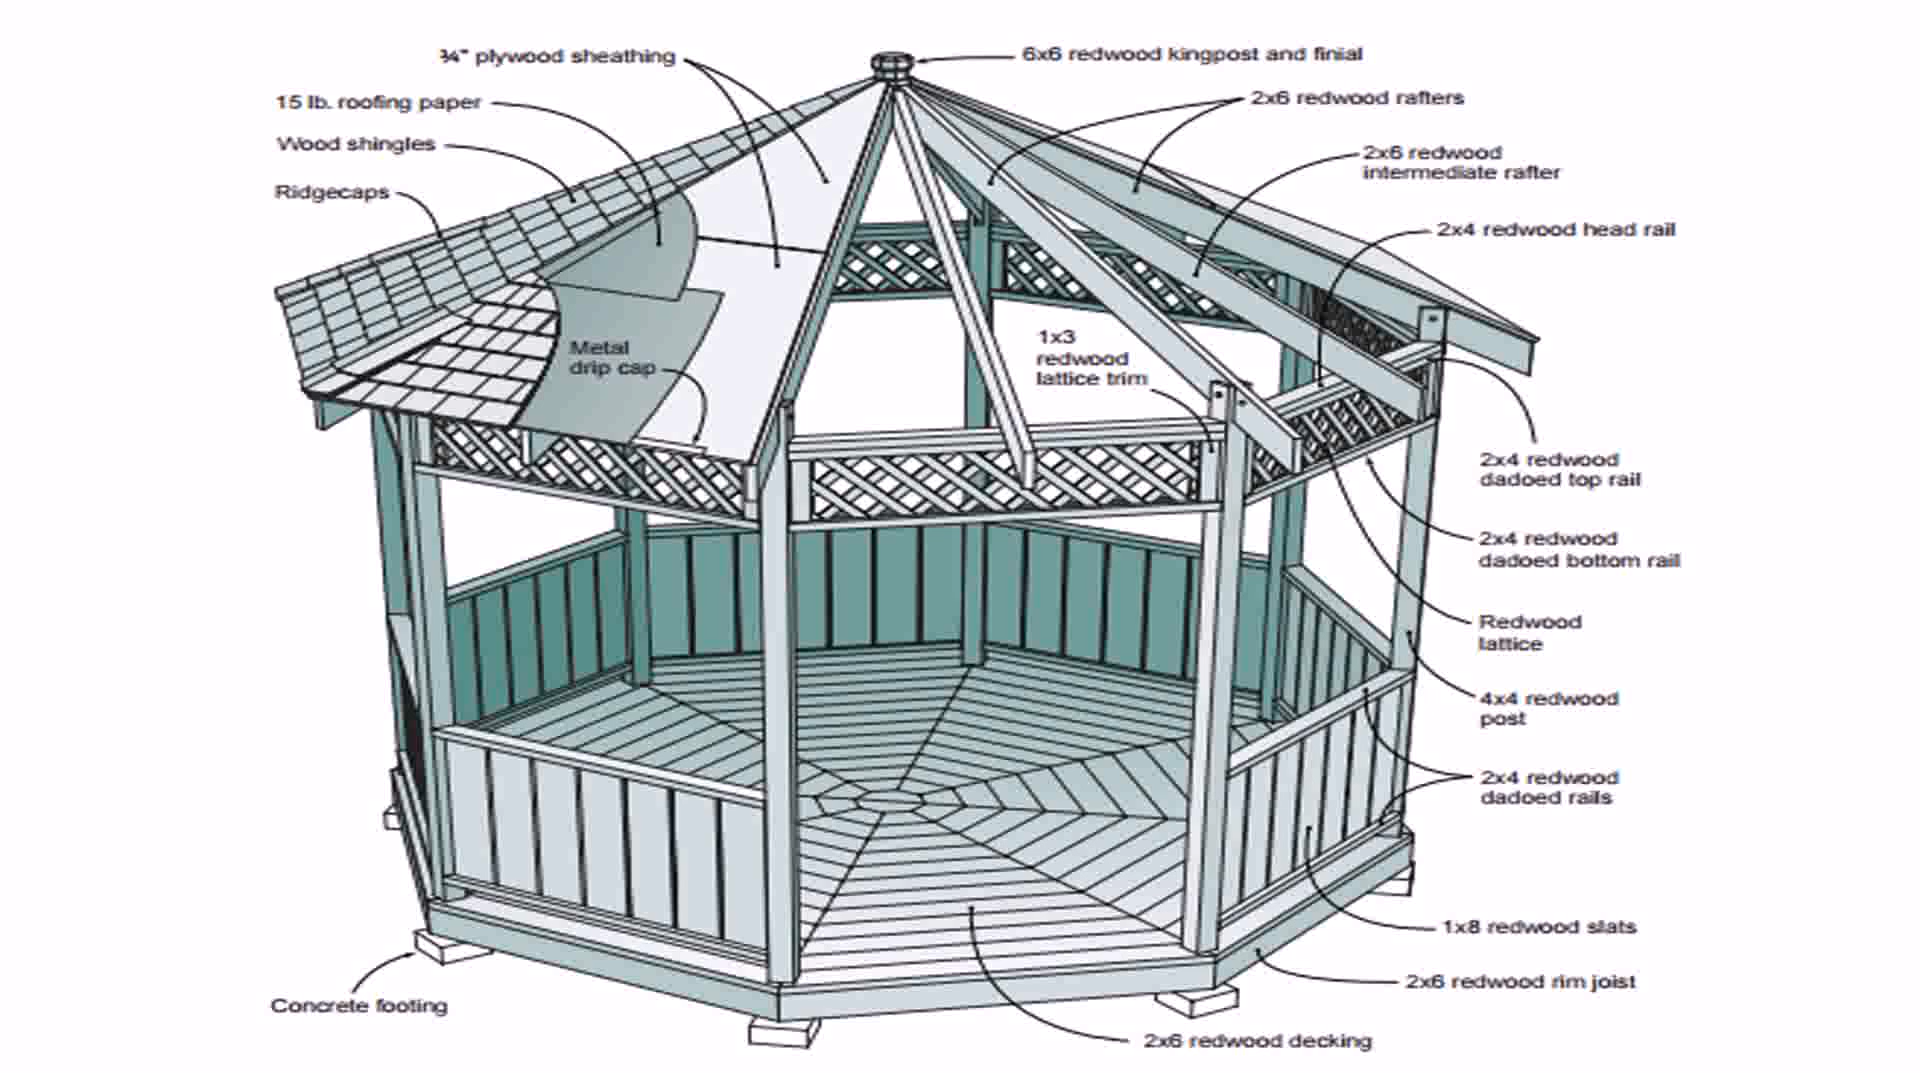 ¾" plywood sheathing
15 lb. roofing paper
Wood shingles
Ridgecaps
Metal
drip cap
6x6 redwood kingpost and finial
2x6 redwood rafters
2x6 redwood
intermediate rafter
2x4 redwood head rail
1x3
redwood
lattice trim
2x4 redwood
dadoed top rail
2x4 redwood
dadoed bottom rail
Redwood
lattice
4x4 redwood
post
2x4 redwood
dadoed rails
1x8 redwood slats
2x6 redwood rim joist
2x6 redwood decking
Concrete footing